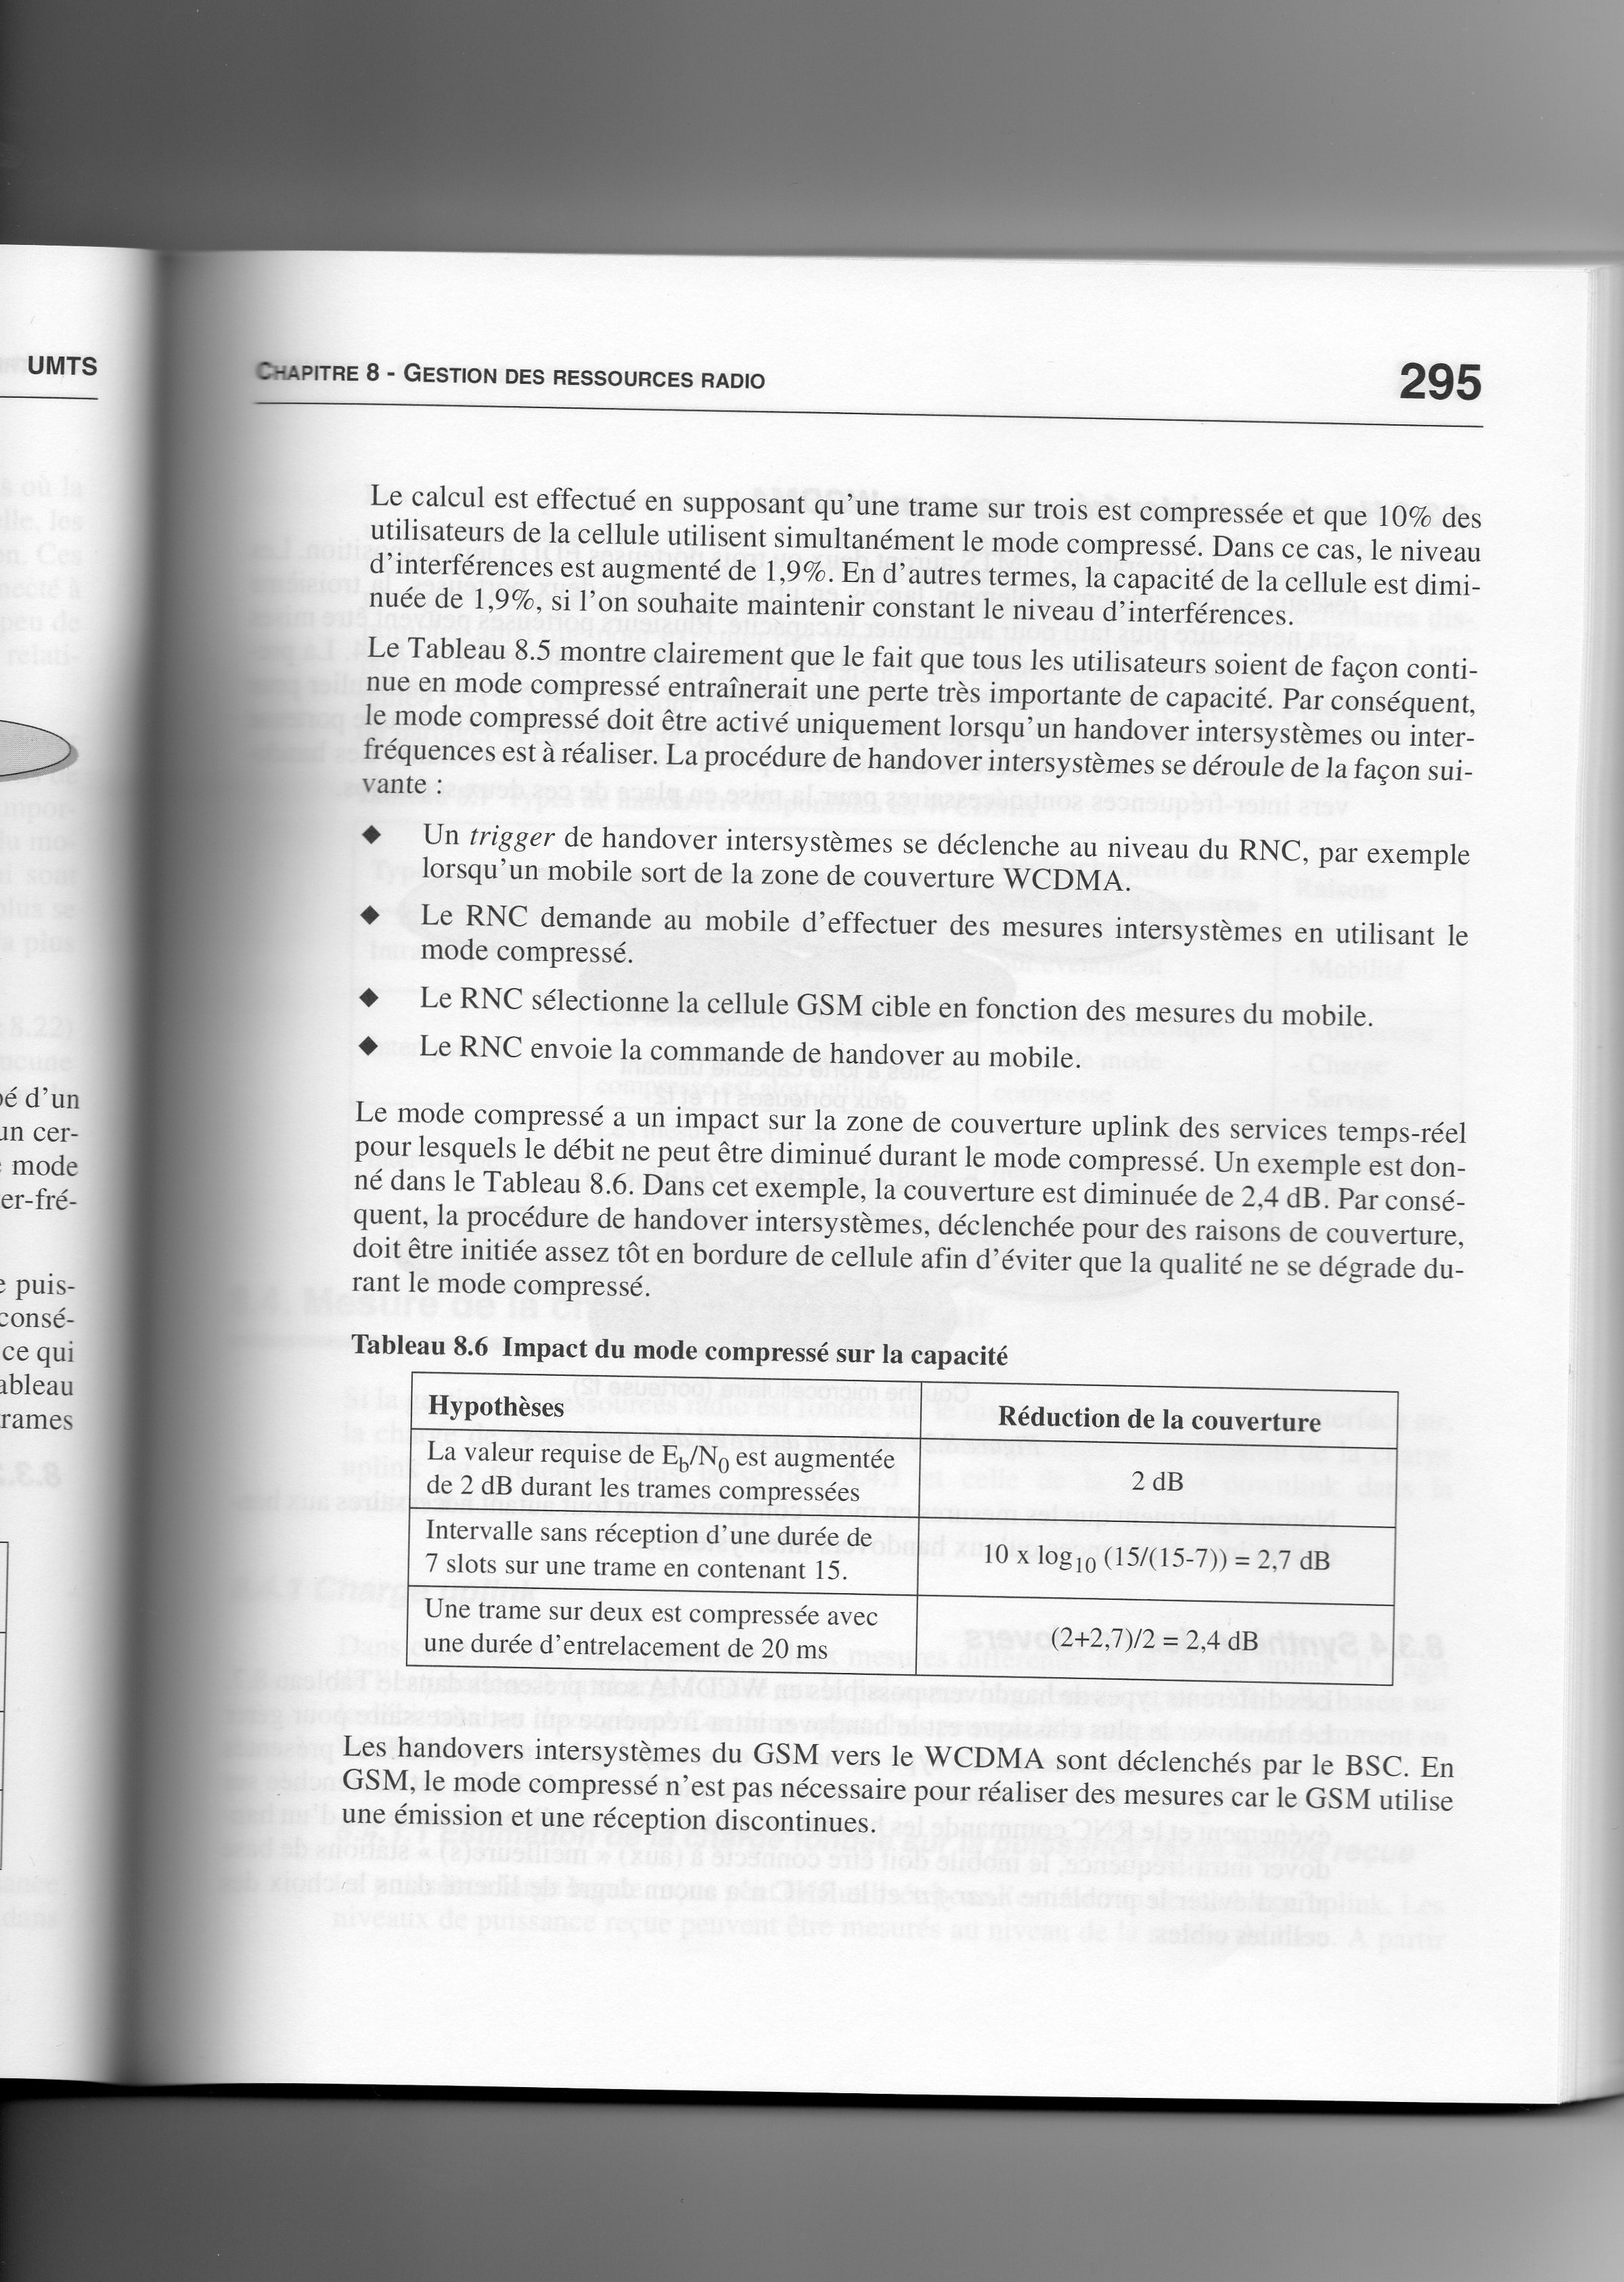 UMTS
CHAPITRE 8 - GESTION DES RESSOURCES RADIO
295
Le calcul est effectué en supposant qu'une trame sur trois est compressée et que 10% des
utilisateurs de la cellule utilisent simultanément le mode compressé. Dans ce cas, le niveau
d'interférences est augmenté de 1,9%. En d'autres termes, la capacité de la cellule est dimi-
nuée de 1,9%, si l'on souhaite maintenir constant le niveau d'interférences.
Le Tableau 8.5 montre clairement que le fait que tous les utilisateurs soient de façon conti-
nue en mode compressé entraînerait une perte très importante de capacité. Par conséquent,
le mode compressé doit être activé uniquement lorsqu'un handover intersystèmes ou inter-
fréquences est à réaliser. La procédure de handover intersystèmes se déroule de la façon sui-
vante :
◆ Un trigger de handover intersystèmes se déclenche au niveau du RNC, par exemple
lorsqu'un mobile sort de la zone de couverture WCDMA.
◆ Le RNC demande au mobile d'effectuer des mesures intersystèmes en utilisant le
mode compressé.
◆ Le RNC sélectionne la cellule GSM cible en fonction des mesures du mobile.
◆ Le RNC envoie la commande de handover au mobile.
Le mode compressé a un impact sur la zone de couverture uplink des services temps-réel
pour lesquels le débit ne peut être diminué durant le mode compressé. Un exemple est don-
né dans le Tableau 8.6. Dans cet exemple, la couverture est diminuée de 2,4 dB. Par consé-
quent, la procédure de handover intersystèmes, déclenchée pour des raisons de couverture,
doit être initiée assez tôt en bordure de cellule afin d'éviter que la qualité ne se dégrade du-
rant le mode compressé.
Tableau 8.6 Impact du mode compressé sur la capacité
Hypothèses
Réduction de la couverture
La valeur requise de Eb/N0 est augmentée
de 2 dB durant les trames compressées
2 dB
Intervalle sans réception d'une durée de
7 slots sur une trame en contenant 15.
10 x log10 (15/(15-7)) = 2,7 dB
Une trame sur deux est compressée avec
une durée d'entrelacement de 20 ms
(2+2,7)/2 = 2,4 dB
Les handovers intersystèmes du GSM vers le WCDMA sont déclenchés par le BSC. En
GSM, le mode compressé n'est pas nécessaire pour réaliser des mesures car le GSM utilise
une émission et une réception discontinues.